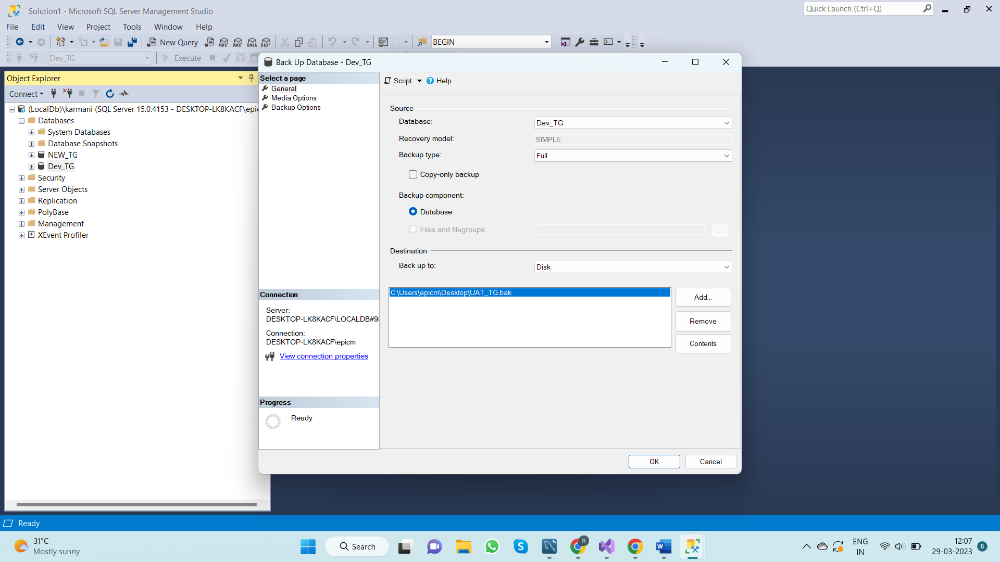 Solution1 - Microsoft SQL Server Management Studio
Quick Launch (Ctrl+Q)
File Edit View Project Tools Window Help
New Query MDX DMX XMLA DAX BEGIN
Dev_TG Execute
Back Up Database - Dev_TG
Object Explorer
Connect
(LocalDb)\karmani (SQL Server 15.0.4153 - DESKTOP-LK8KACF\epic
Databases
System Databases
Database Snapshots
NEW_TG
Dev_TG
Security
Server Objects
Replication
PolyBase
Management
XEvent Profiler
Select a page
General
Media Options
Backup Options
Connection
Server:
DESKTOP-LK8KACF\LOCALDB#98
Connection:
DESKTOP-LK8KACF\epicm
View connection properties
Progress
Ready
Script ? Help
Source
Database: Dev_TG
Recovery model: SIMPLE
Backup type: Full
Copy-only backup
Backup component:
Database
Files and filegroups: ...
Destination
Back up to: Disk
C:\Users\epicm\Desktop\UAT_TG.bak
Add...
Remove
Contents
OK Cancel
Ready
31°C
Mostly sunny
Search
R
ENG
IN
12:07
29-03-2023
8